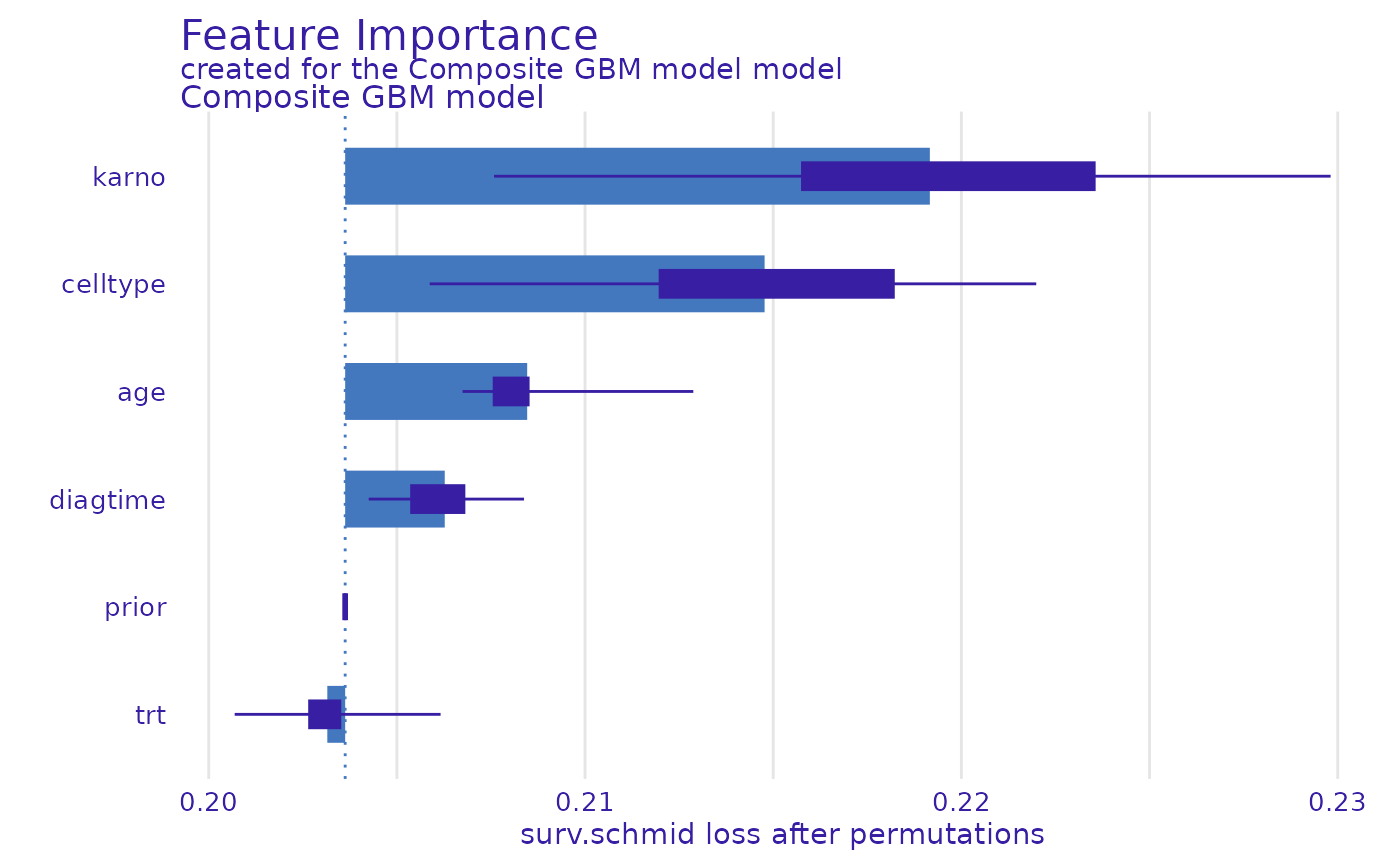 Feature Importance
created for the Composite GBM model model
Composite GBM model
karno
celltype
age
diagtime
prior
trt
0.20 0.21 0.22 0.23
surv.schmid loss after permutations